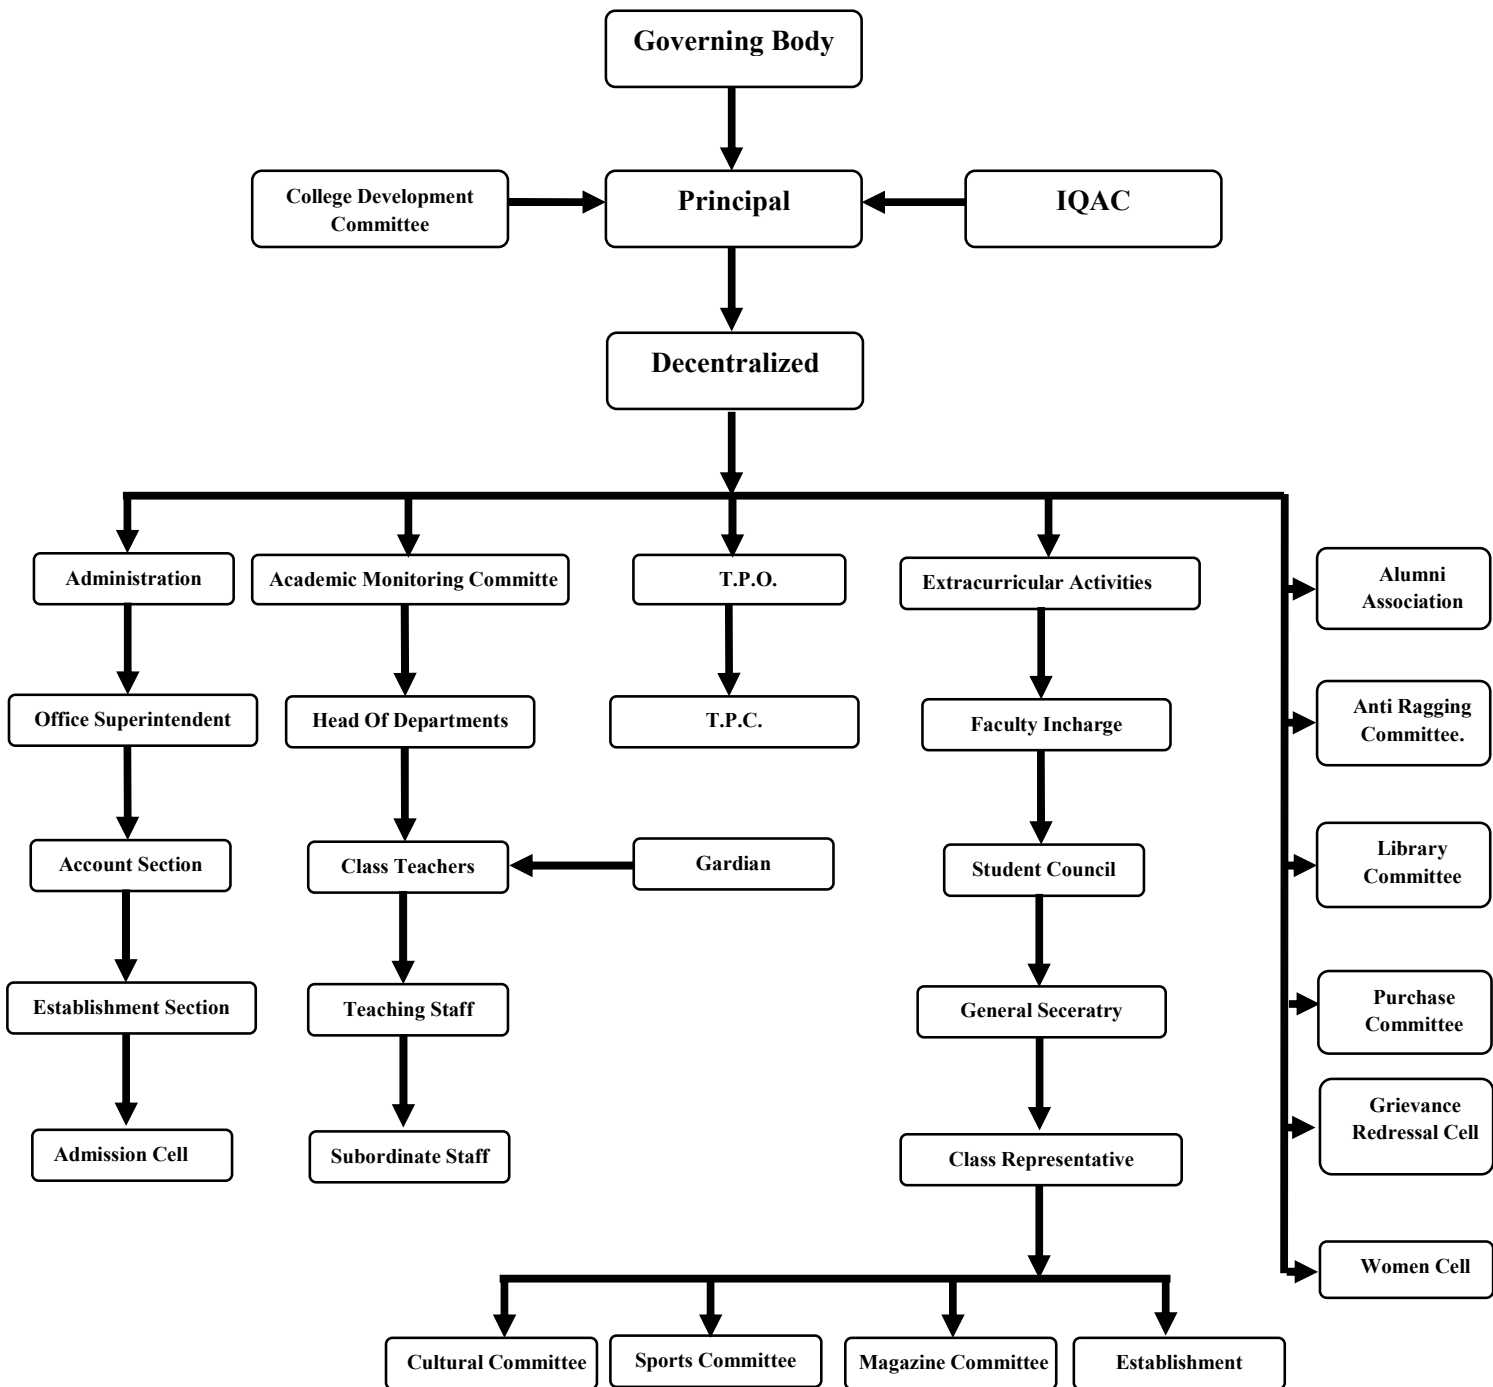 Governing Body
College Development
Committee
Principal
IQAC
Decentralized
Administration
Academic Monitoring Committe
T.P.O.
Extracurricular Activities
Alumni
Association
Office Superintendent
Head Of Departments
T.P.C.
Faculty Incharge
Anti Ragging
Committee.
Account Section
Class Teachers
Gardian
Student Council
Library
Committee
Establishment Section
Teaching Staff
General Seceratry
Purchase
Committee
Admission Cell
Subordinate Staff
Class Representative
Grievance
Redressal Cell
Women Cell
Cultural Committee
Sports Committee
Magazine Committee
Establishment